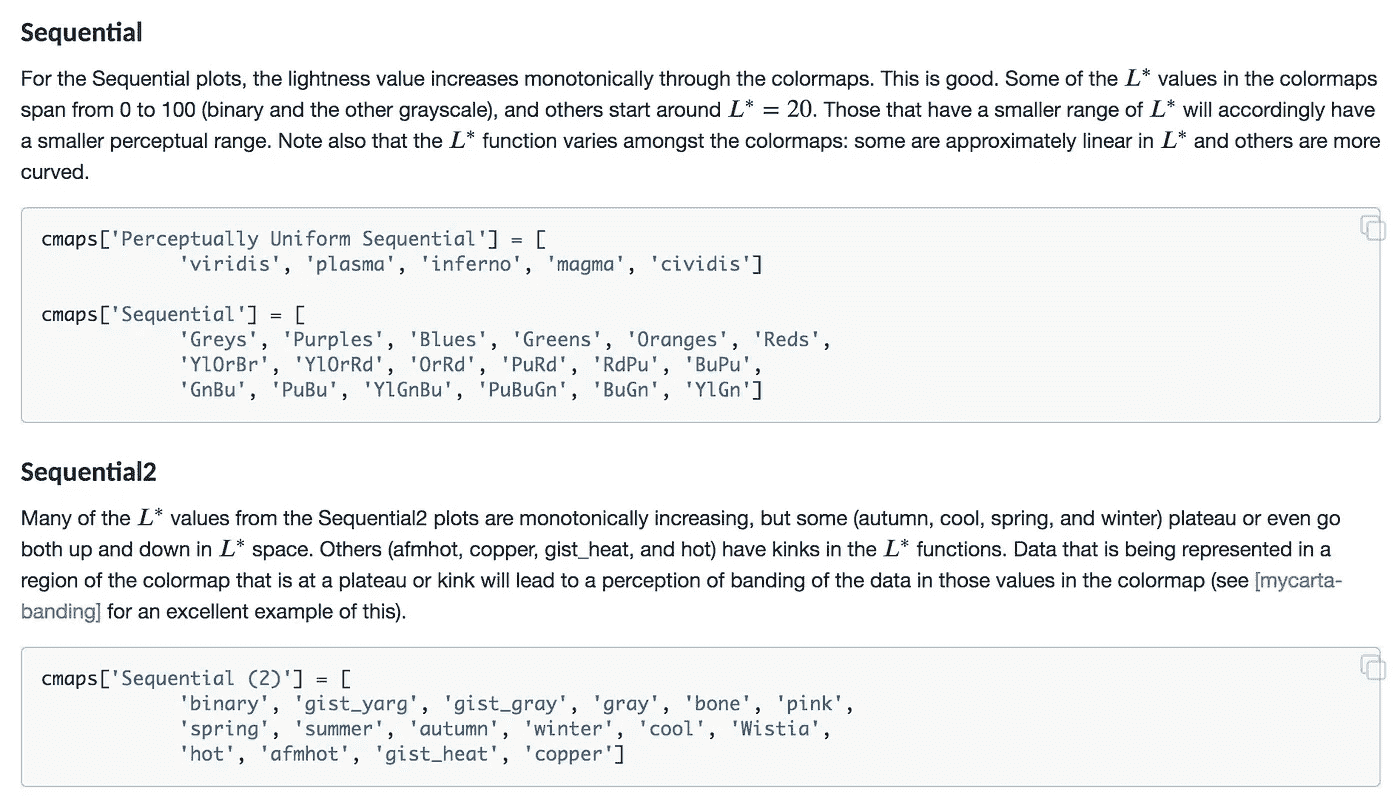 Sequential
For the Sequential plots, the lightness value increases monotonically through the colormaps. This is good. Some of the L* values in the colormaps
span from 0 to 100 (binary and the other grayscale), and others start around L* = 20. Those that have a smaller range of L* will accordingly have
a smaller perceptual range. Note also that the L* function varies amongst the colormaps: some are approximately linear in L* and others are more
curved.
cmaps['Perceptually Uniform Sequential'] = [
            'viridis', 'plasma', 'inferno', 'magma', 'cividis']
cmaps['Sequential'] = [
            'Greys', 'Purples', 'Blues', 'Greens', 'Oranges', 'Reds',
            'YlOrBr', 'YlOrRd', 'OrRd', 'PuRd', 'RdPu', 'BuPu',
            'GnBu', 'PuBu', 'YlGnBu', 'PuBuGn', 'BuGn', 'YlGn']
Sequential2
Many of the L* values from the Sequential2 plots are monotonically increasing, but some (autumn, cool, spring, and winter) plateau or even go
both up and down in L* space. Others (afmhot, copper, gist_heat, and hot) have kinks in the L* functions. Data that is being represented in a
region of the colormap that is at a plateau or kink will lead to a perception of banding of the data in those values in the colormap (see [mycarta-
banding] for an excellent example of this).
cmaps['Sequential (2)'] = [
            'binary', 'gist_yarg', 'gist_gray', 'gray', 'bone', 'pink',
            'spring', 'summer', 'autumn', 'winter', 'cool', 'Wistia',
            'hot', 'afmhot', 'gist_heat', 'copper']